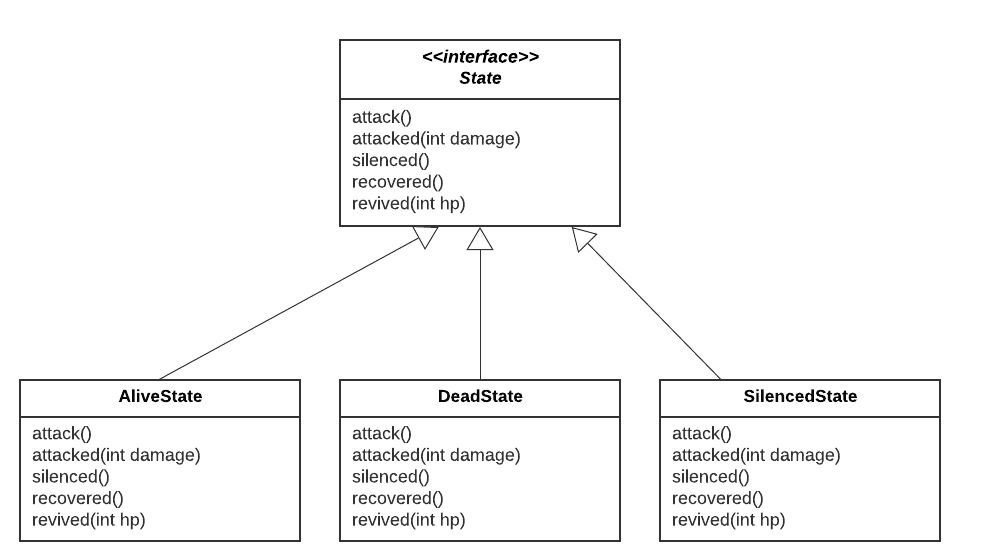 <<interface>>
State
attack()
attacked(int damage)
silenced()
recovered()
revived(int hp)
AliveState
attack()
attacked(int damage)
silenced()
recovered()
revived(int hp)
DeadState
attack()
attacked(int damage)
silenced()
recovered()
revived(int hp)
SilencedState
attack()
attacked(int damage)
silenced()
recovered()
revived(int hp)